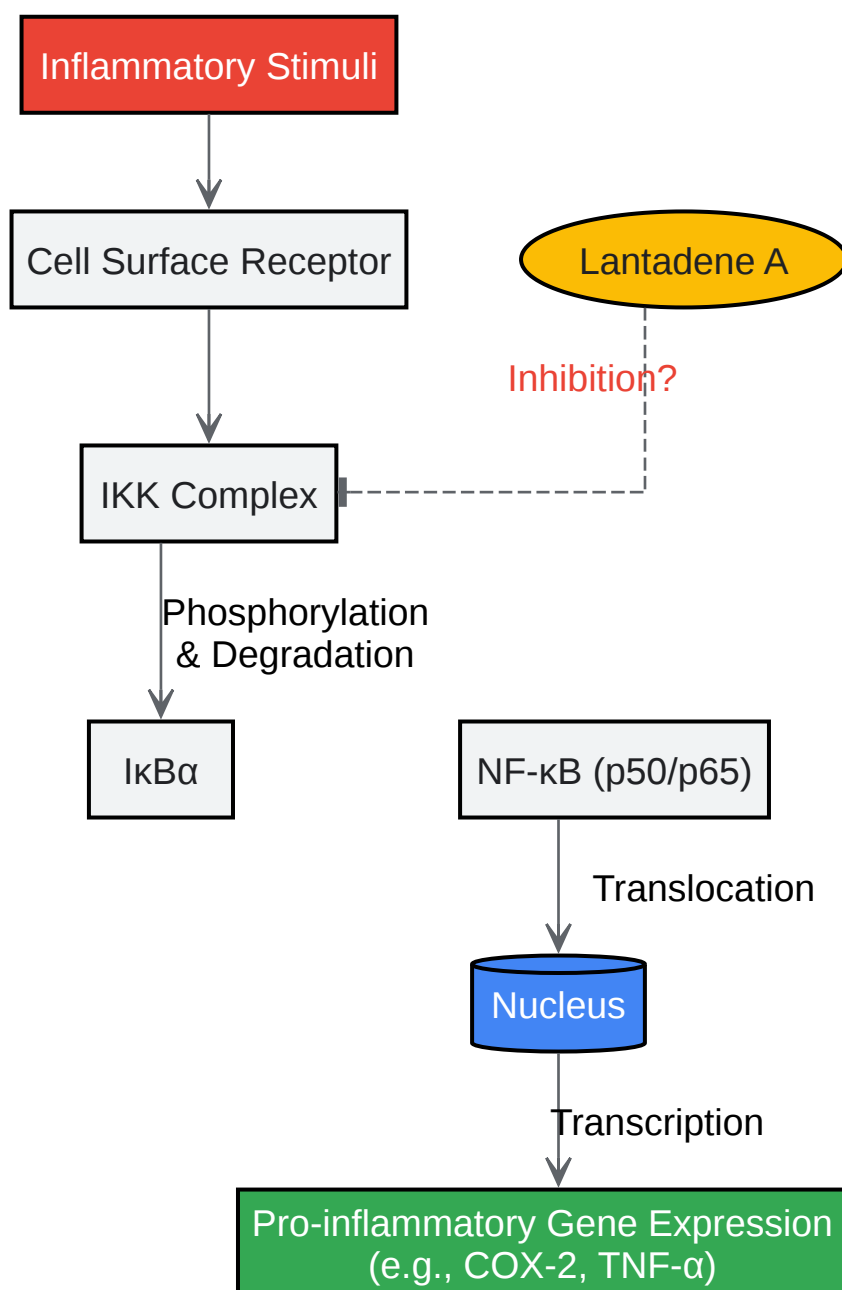 Inflammatory Stimuli
Cell Surface Receptor
Lantadene A
Inhibition?
IKK Complex
Phosphorylation
& Degradation
IκBα
NF-κB (p50/p65)
Translocation
Nucleus
Transcription
Pro-inflammatory Gene Expression
(e.g., COX-2, TNF-α)